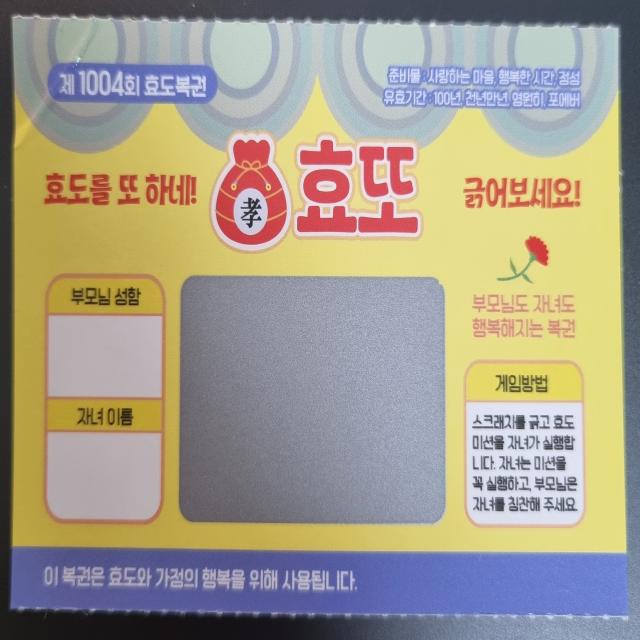 제 1004회 효도복권
준비물 : 사랑하는 마음, 행복한 시간, 정성
유효기간 : 100년, 천년만년, 영원히, 포에버
효도를 또 하네!
孝
효또
긁어보세요!
부모님도 자녀도
행복해지는 복권
부모님 성함
자녀 이름
게임방법
스크래치를 긁고 효도
미션을 자녀가 실행합
니다. 자녀는 미션을
꼭 실행하고, 부모님은
자녀를 칭찬해 주세요.
이 복권은 효도와 가정의 행복을 위해 사용됩니다.